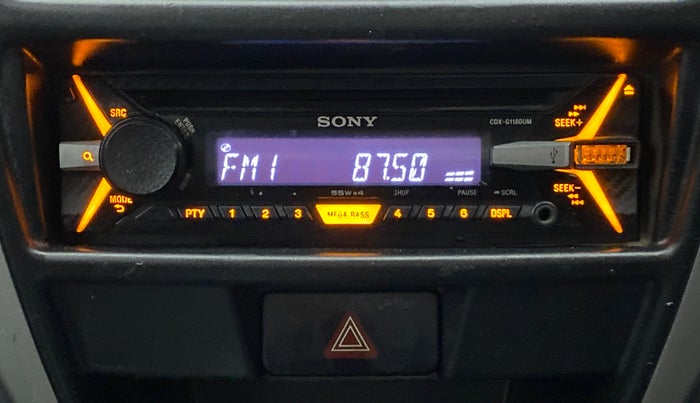 SRC
PUSH ENTER
SONY
CDX-G1180UM
SEEK+
FM1 87.50
MODE
55W x 4
PAUSE
SCRL
SEEK-
PTY 1 2 3 MEGA BASS 4 5 6 DSPL